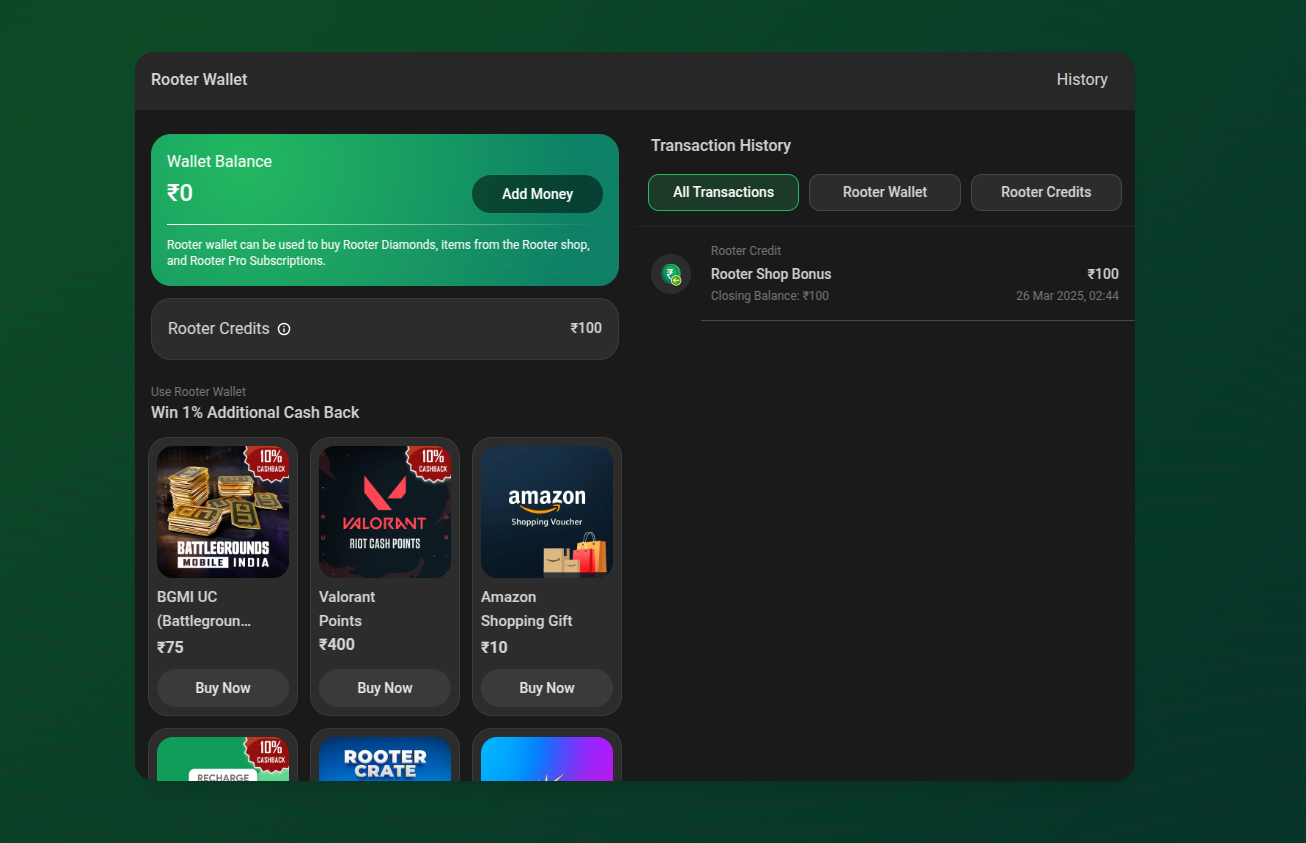 Rooter Wallet
History
Wallet Balance
₹0
Add Money
Rooter wallet can be used to buy Rooter Diamonds, items from the Rooter shop,
and Rooter Pro Subscriptions.
Rooter Credits
₹100
Use Rooter Wallet
Win 1% Additional Cash Back
10%
CASHBACK
BATTLEGROUNDS
MOBILE INDIA
BGMI UC
(Battlegroun...
₹75
Buy Now
10%
CASHBACK
VALORANT
RIOT CASH POINTS
Valorant
Points
₹400
Buy Now
amazon
Shopping Voucher
Amazon
Shopping Gift
₹10
Buy Now
10%
CASHBACK
RECHARGE
ROOTER
CRATE
Transaction History
All Transactions
Rooter Wallet
Rooter Credits
Rooter Credit
Rooter Shop Bonus
₹100
Closing Balance: ₹100
26 Mar 2025, 02:44